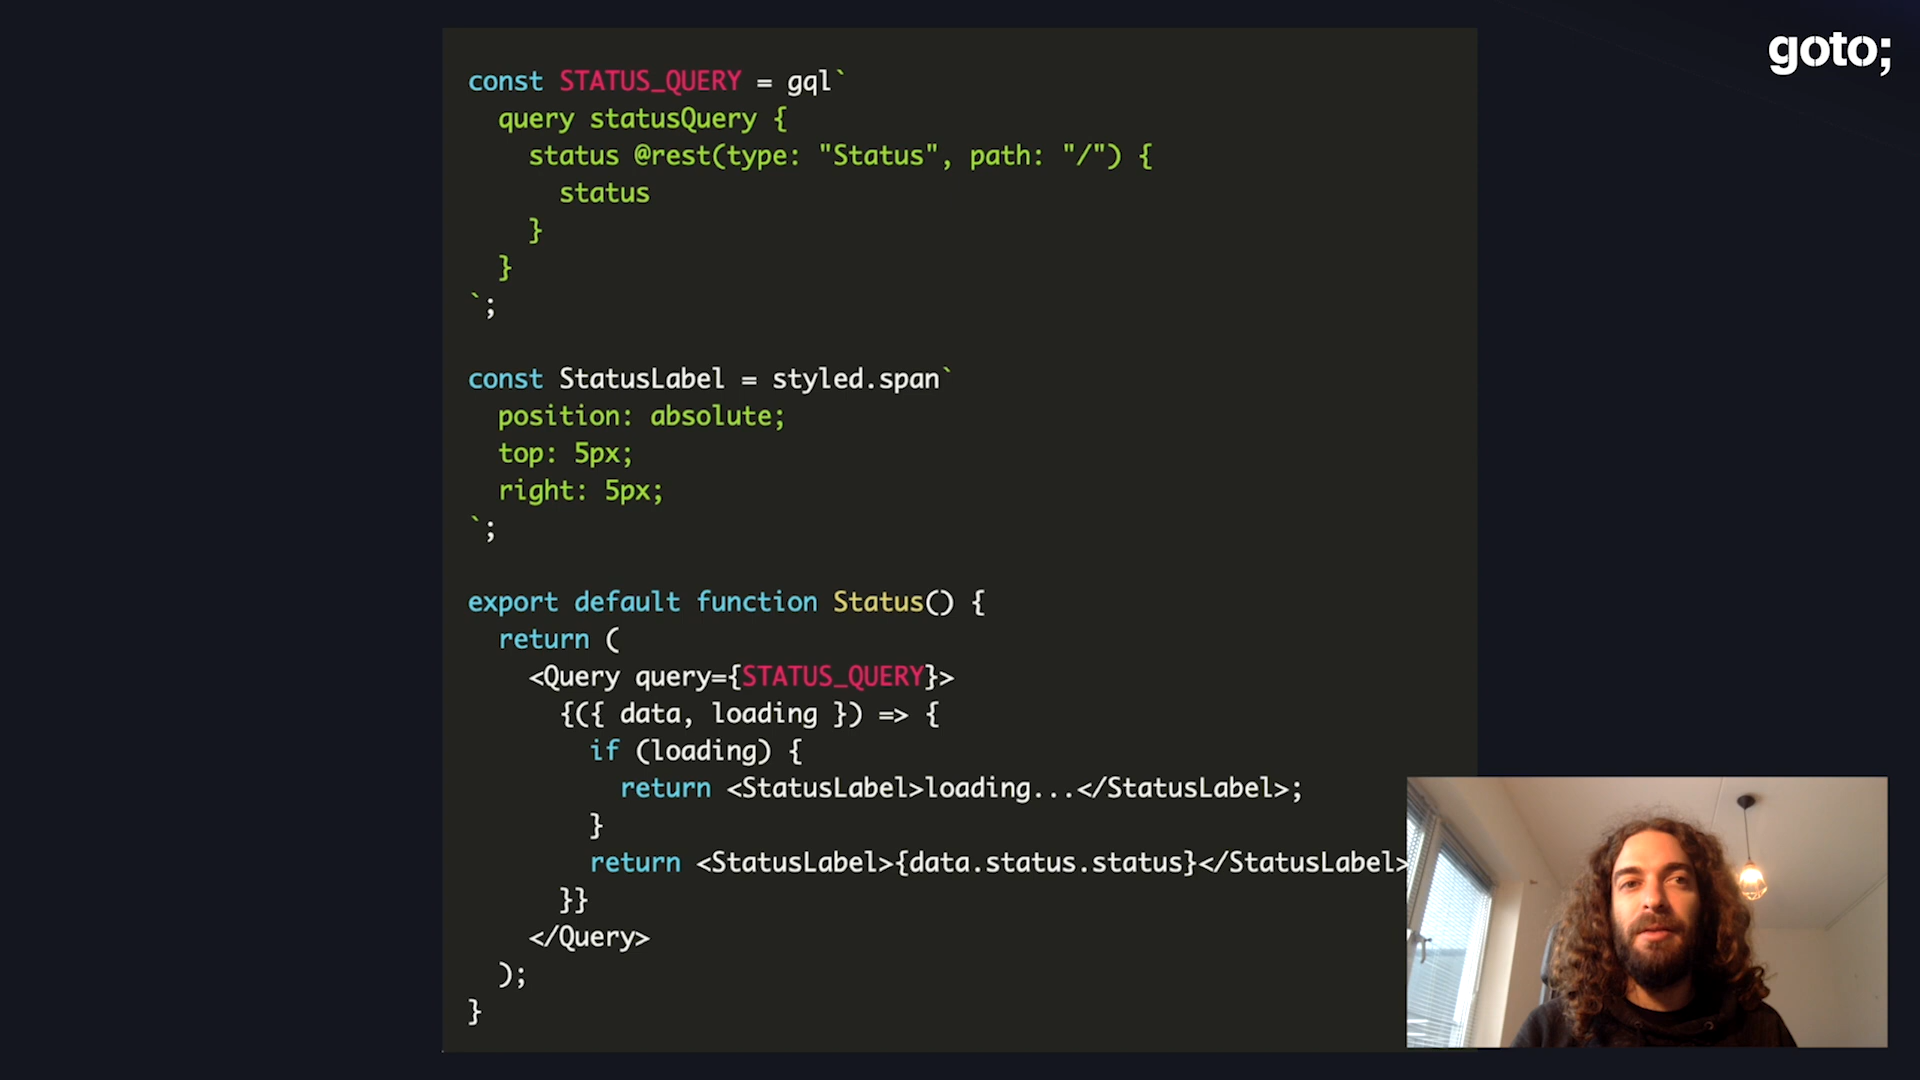 goto;
const STATUS_QUERY = gql`
  query statusQuery {
    status @rest(type: "Status", path: "/") {
      status
    }
  }
`;

const StatusLabel = styled.span`
  position: absolute;
  top: 5px;
  right: 5px;
`;

export default function Status() {
  return (
    <Query query={STATUS_QUERY}>
      {({ data, loading }) => {
        if (loading) {
          return <StatusLabel>loading...</StatusLabel>;
        }
        return <StatusLabel>{data.status.status}</StatusLabel>
      }}
    </Query>
  );
}